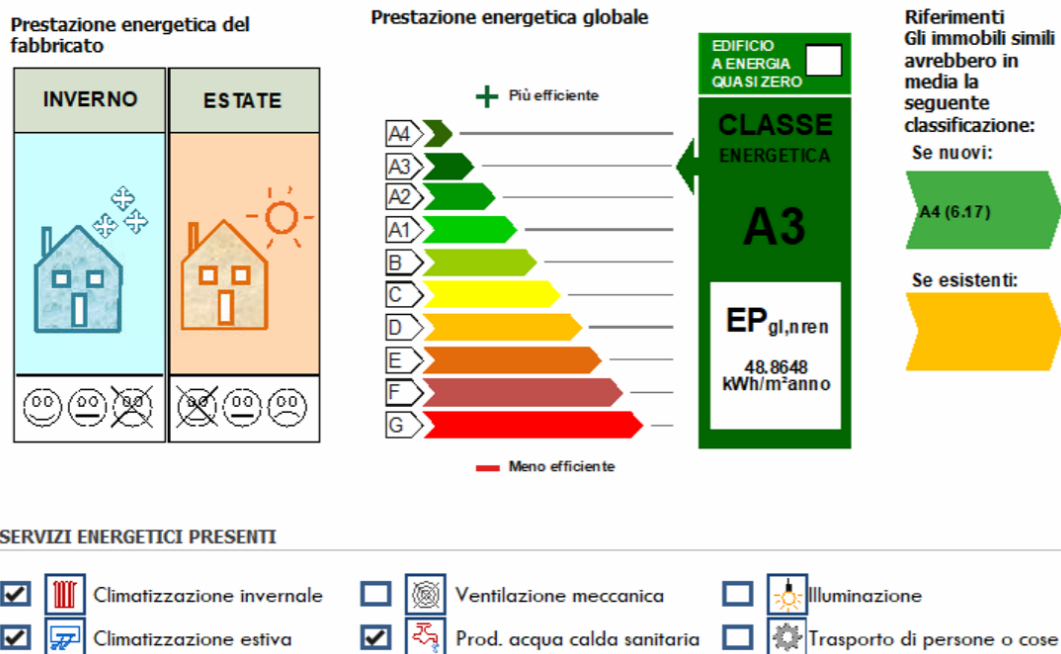 Prestazione energetica del
fabbricato
INVERNO
ESTATE
Prestazione energetica globale
Più efficiente
A4
A3
A2
A1
B
C
D
E
F
G
Meno efficiente
EDIFICIO
A ENERGIA
QUASI ZERO
CLASSE
ENERGETICA
A3
EPgl,nren
48.8648
kWh/m²anno
Riferimenti
Gli immobili simili
avrebbero in
media la
seguente
classificazione:
Se nuovi:
A4 (6.17)
Se esistenti:
SERVIZI ENERGETICI PRESENTI
Climatizzazione invernale
Ventilazione meccanica
Illuminazione
Climatizzazione estiva
Prod. acqua calda sanitaria
Trasporto di persone o cose